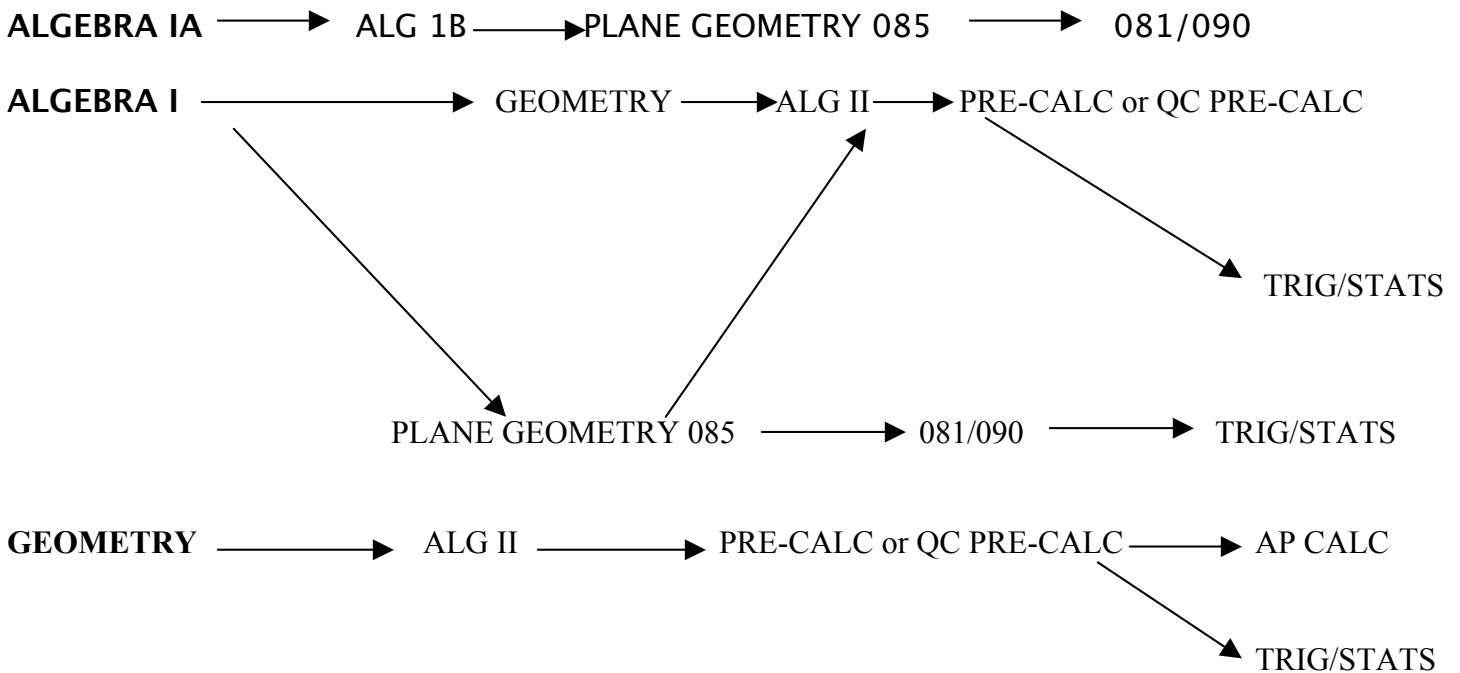 ALGEBRA IA ALG 1B PLANE GEOMETRY 085 081/090
ALGEBRA I GEOMETRY ALG II PRE-CALC or QC PRE-CALC
TRIG/STATS
PLANE GEOMETRY 085 081/090 TRIG/STATS
GEOMETRY ALG II PRE-CALC or QC PRE-CALC AP CALC
TRIG/STATS